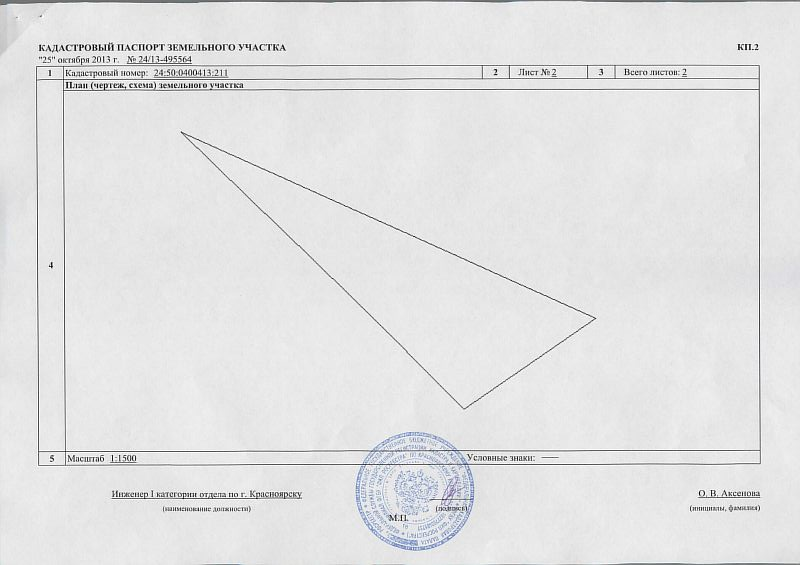 КАДАСТРОВЫЙ ПАСПОРТ ЗЕМЕЛЬНОГО УЧАСТКА КП.2
"25" октября 2013 г. № 24/13-495564
1 Кадастровый номер: 24:50:0400413:211 2 Лист № 2 3 Всего листов: 2
План (чертеж, схема) земельного участка
4
5 Масштаб 1:1500 Условные знаки:
Инженер I категории отдела по г. Красноярску О. В. Аксенова
(наименование должности) (подпись) (инициалы, фамилия)
М.П.